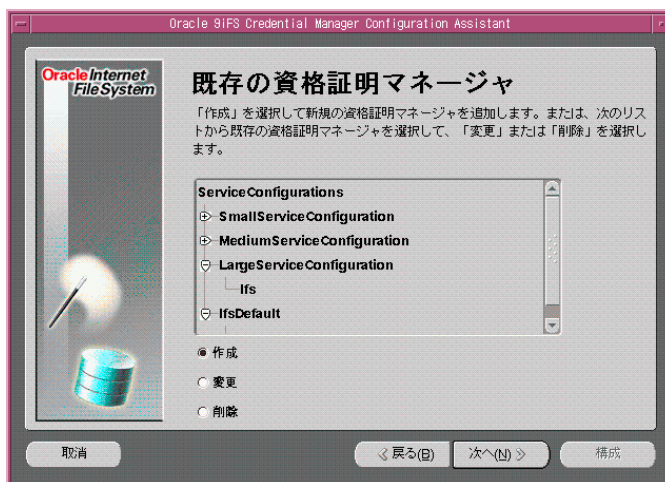 Oracle 9iFS Credential Manager Configuration Assistant
Oracle Internet
File System
既存の資格証明マネージャ
「作成」を選択して新規の資格証明マネージャを追加します。または、次のリス
トから既存の資格証明マネージャを選択して、「変更」または「削除」を選択し
ます。
ServiceConfigurations
SmallServiceConfiguration
MediumServiceConfiguration
LargeServiceConfiguration
Ifs
IfsDefault
作成
変更
削除
取消
戻る(B)
次へ(N)
構成